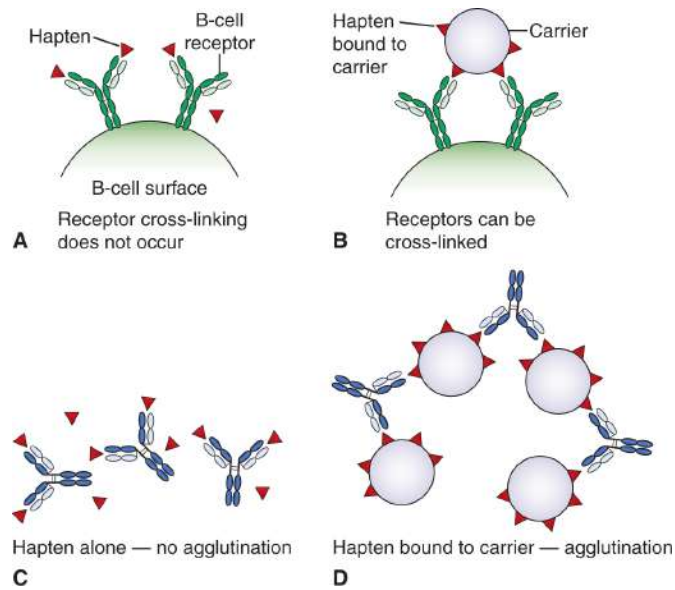 Hapten
B-cell
receptor
B-cell surface
A
Receptor cross-linking
does not occur
Hapten
bound to
carrier
Carrier
B
Receptors can be
cross-linked
Hapten alone — no agglutination
C
Hapten bound to carrier — agglutination
D